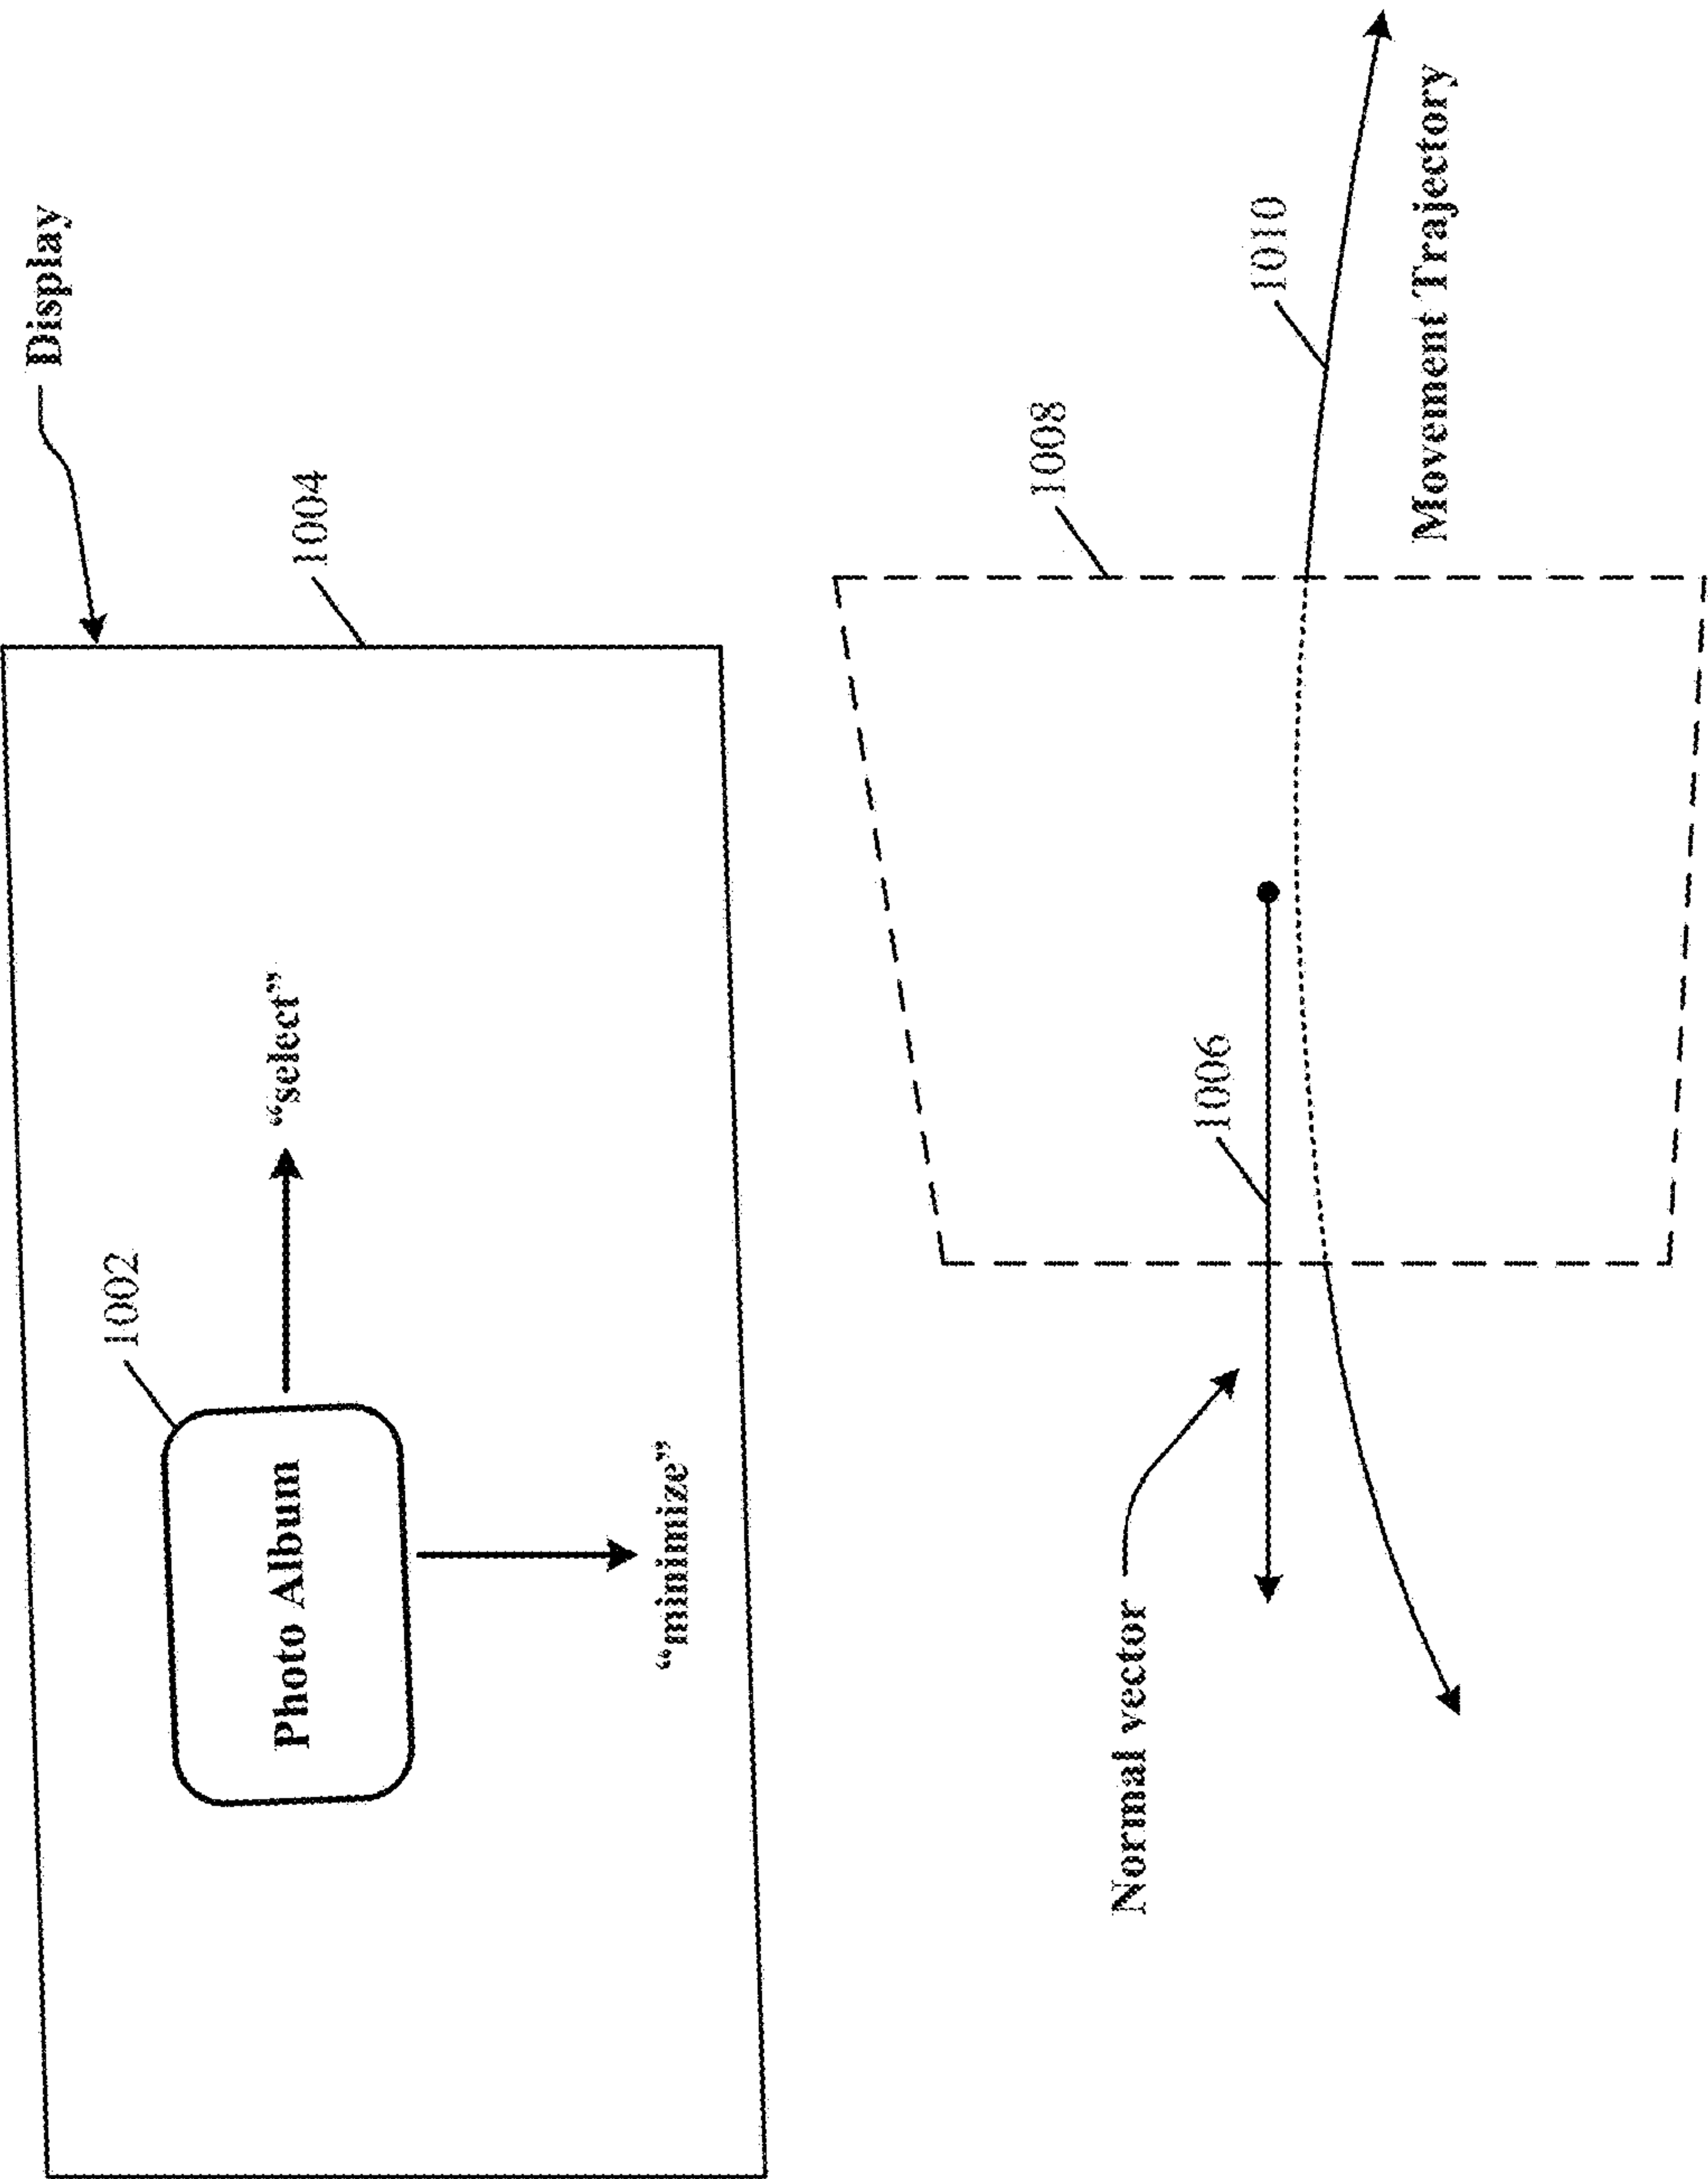 Display
1004
1002
Photo Album
“select”
“minimize”
1008
1006
1010
Normal vector
Movement Trajectory